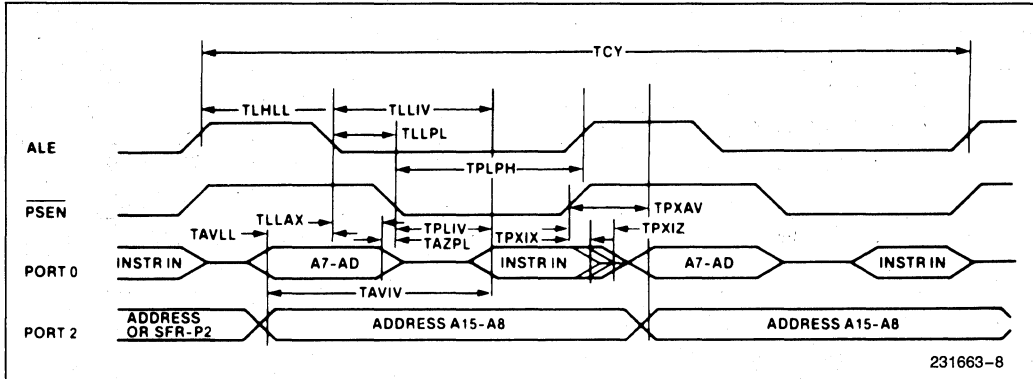 TCY
TLHLL TLLIV
TLLPL
ALE
TPLPH
PSEN
TLLAX TPXAV
TAVLL TPLIV TPXIX TPXIZ
TAZPL
PORT 0 INSTR IN A7-AD INSTR IN A7-AD INSTR IN
TAVIV
PORT 2 ADDRESS OR SFR-P2 ADDRESS A15-A8 ADDRESS A15-A8
231663-8